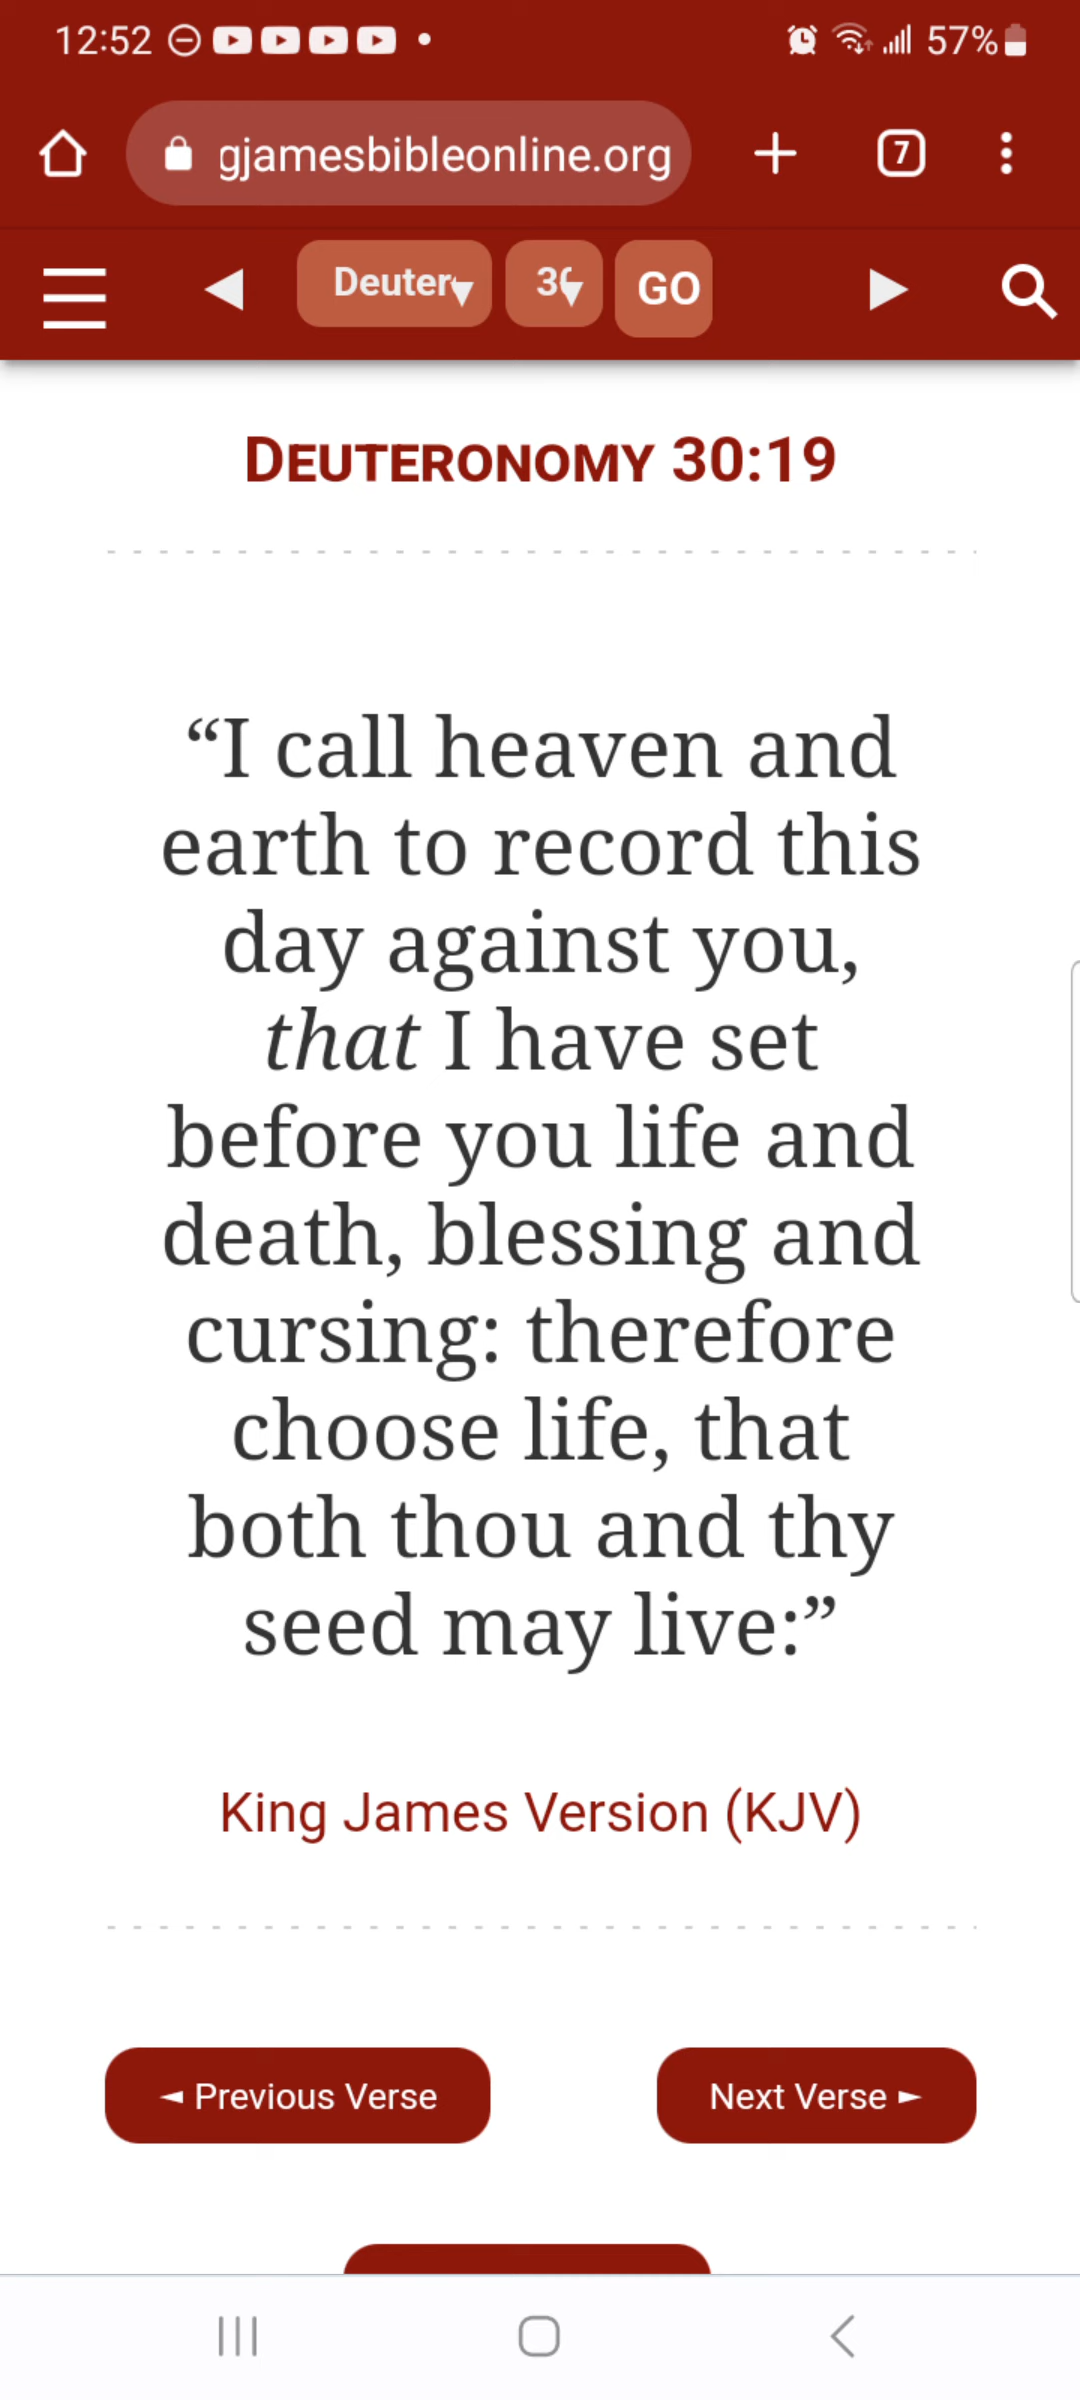 12:52 57%
gjamesbibleonline.org 7
Deuter GO
DEUTERONOMY 30:19
“I call heaven and
earth to record this
day against you,
that I have set
before you life and
death, blessing and
cursing: therefore
choose life, that
both thou and thy
seed may live:”
King James Version (KJV)
◄ Previous Verse Next Verse ►